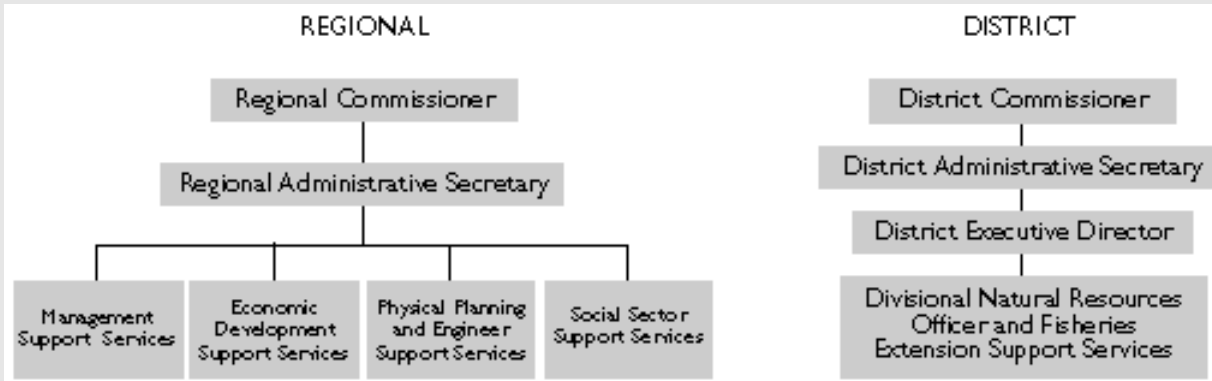 REGIONAL
Regional Commissioner
Regional Administrative Secretary
Management
Support Services
Economic
Development
Support Services
Physical Planning
and Engineer
Support Services
Social Sector
Support Services
DISTRICT
District Commissioner
District Administrative Secretary
District Executive Director
Divisional Natural Resources
Officer and Fisheries
Extension Support Services